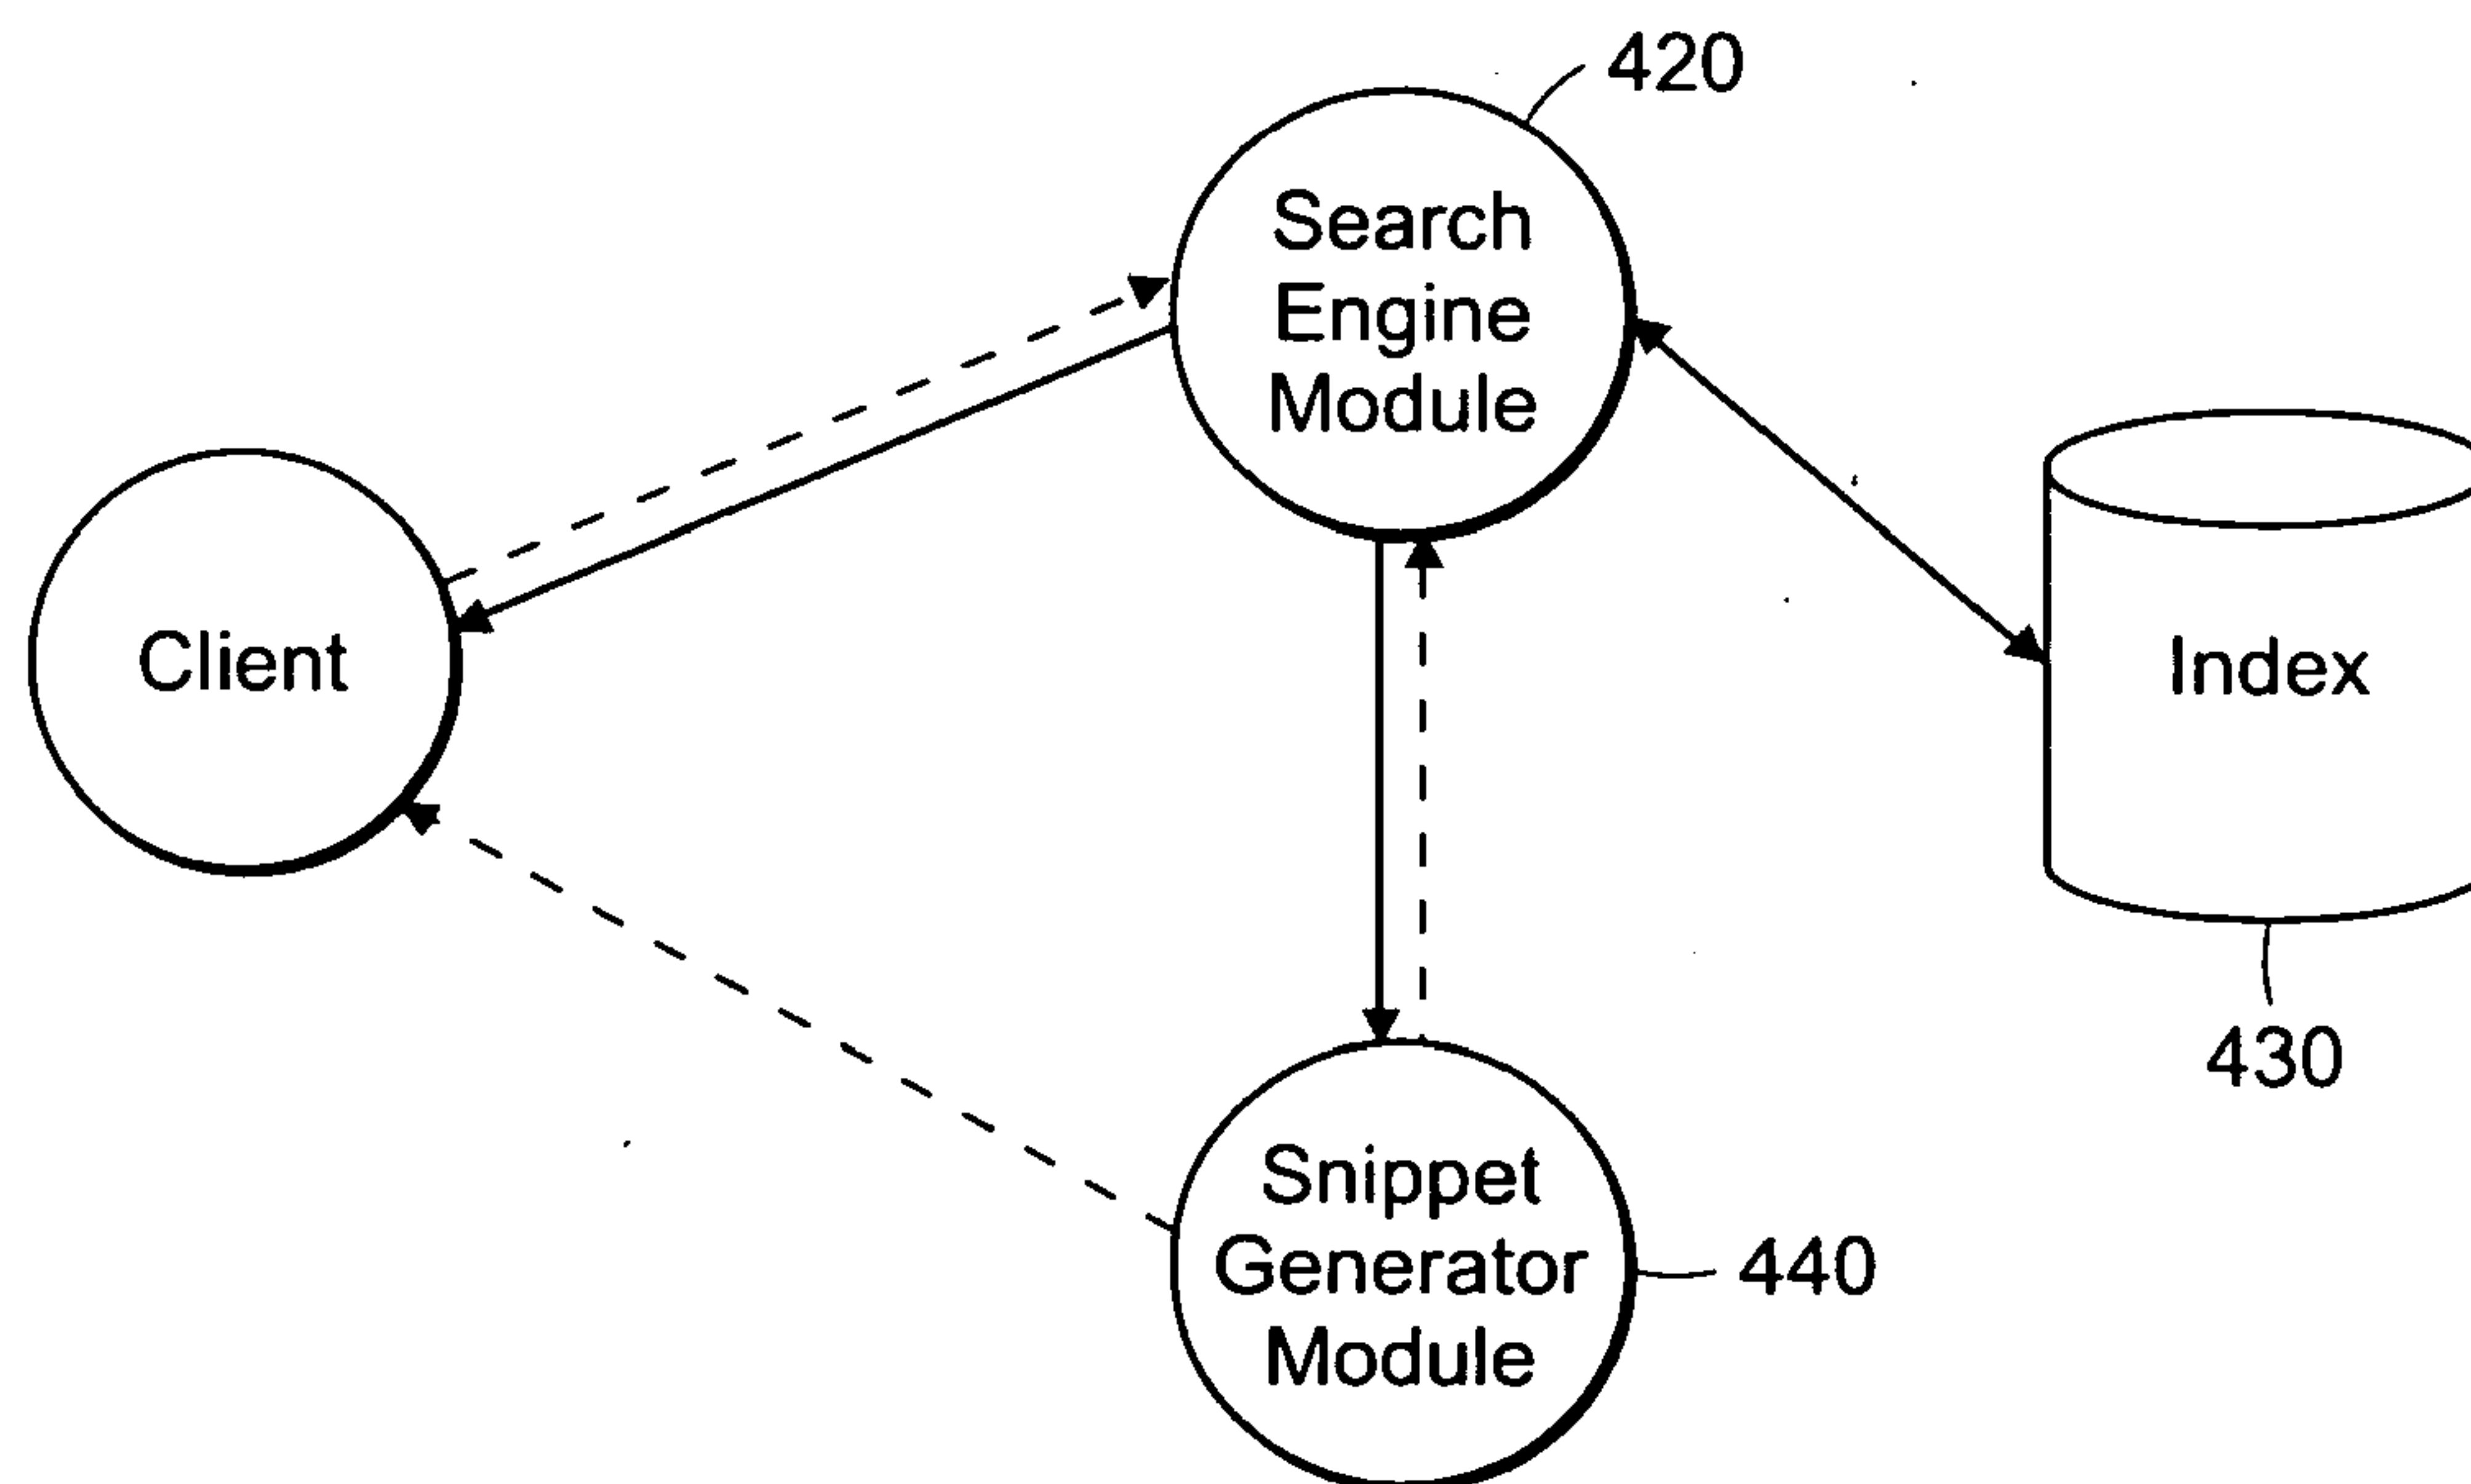 420
Search
Engine
Module
Client
Index
430
Snippet
Generator
Module
440